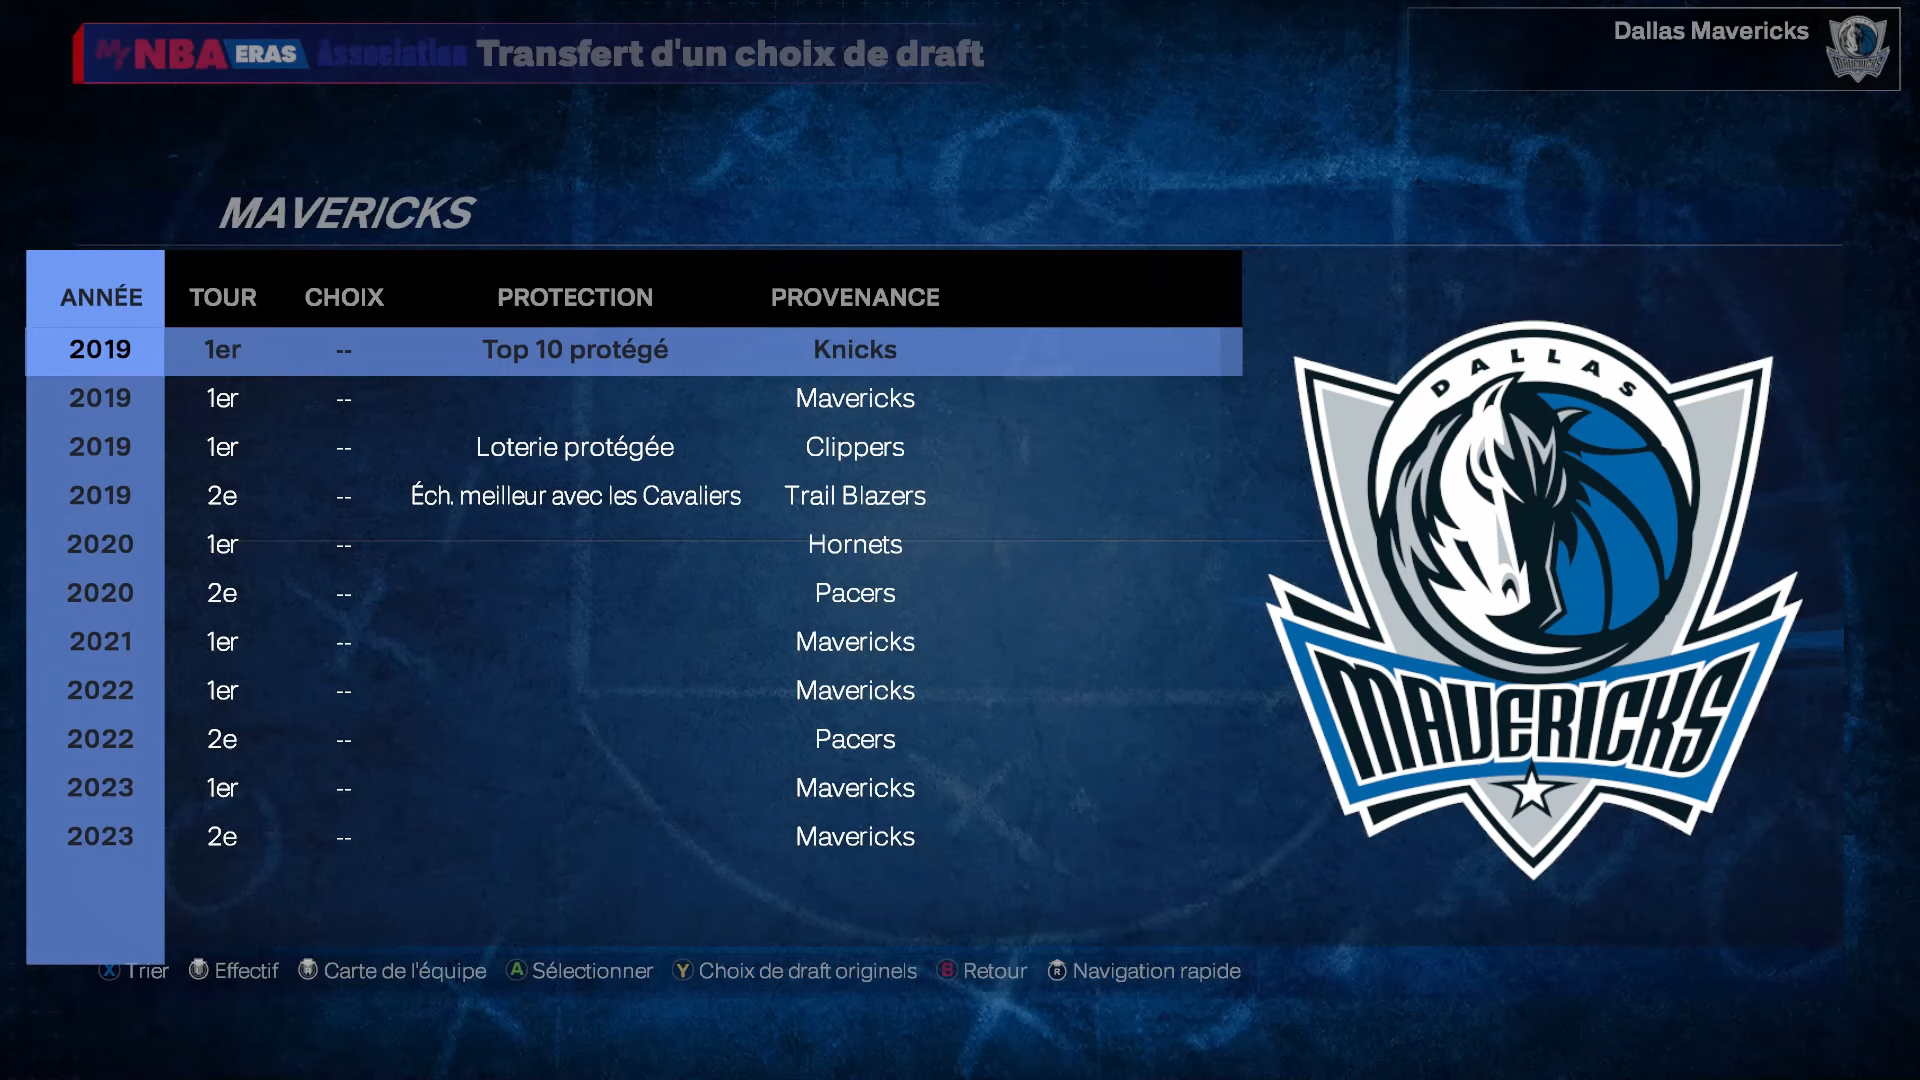 My NBA ERAS Association Transfert d'un choix de draft
Dallas Mavericks
MAVERICKS
ANNÉE TOUR CHOIX PROTECTION PROVENANCE
2019 1er -- Top 10 protégé Knicks
2019 1er -- Mavericks
2019 1er -- Loterie protégée Clippers
2019 2e -- Éch. meilleur avec les Cavaliers Trail Blazers
2020 1er -- Hornets
2020 2e -- Pacers
2021 1er -- Mavericks
2022 1er -- Mavericks
2022 2e -- Pacers
2023 1er -- Mavericks
2023 2e -- Mavericks
DALLAS
MAVERICKS
X Trier Effectif Carte de l'équipe A Sélectionner Y Choix de draft originels B Retour R Navigation rapide